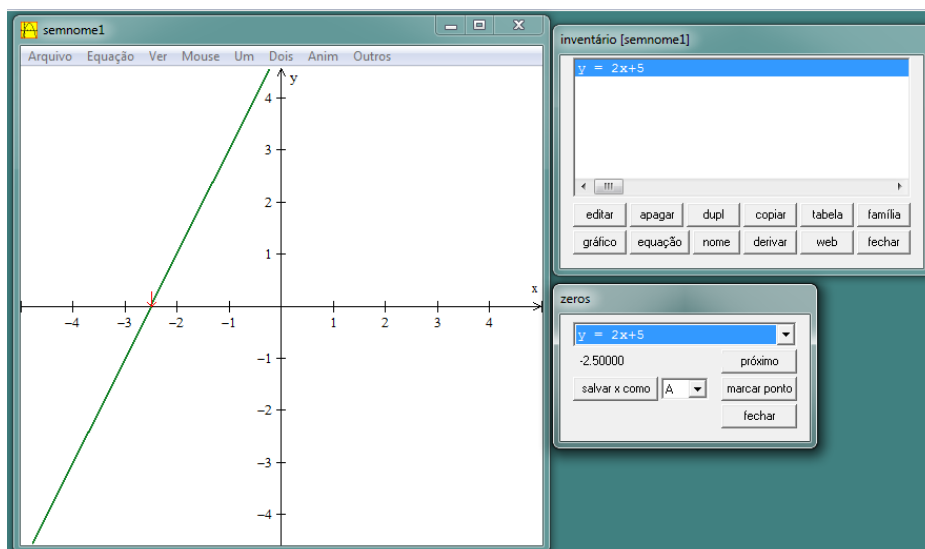 semnome1
Arquivo Equação Ver Mouse Um Dois Anim Outros
y
4
3
2
1
x
−4 −3 −2 −1 1 2 3 4
−1
−2
−3
−4
inventário [semnome1]
y = 2x+5
editar apagar dupl copiar tabela família
gráfico equação nome derivar web fechar
zeros
y = 2x+5
-2.50000 próximo
salvar x como A marcar ponto
fechar